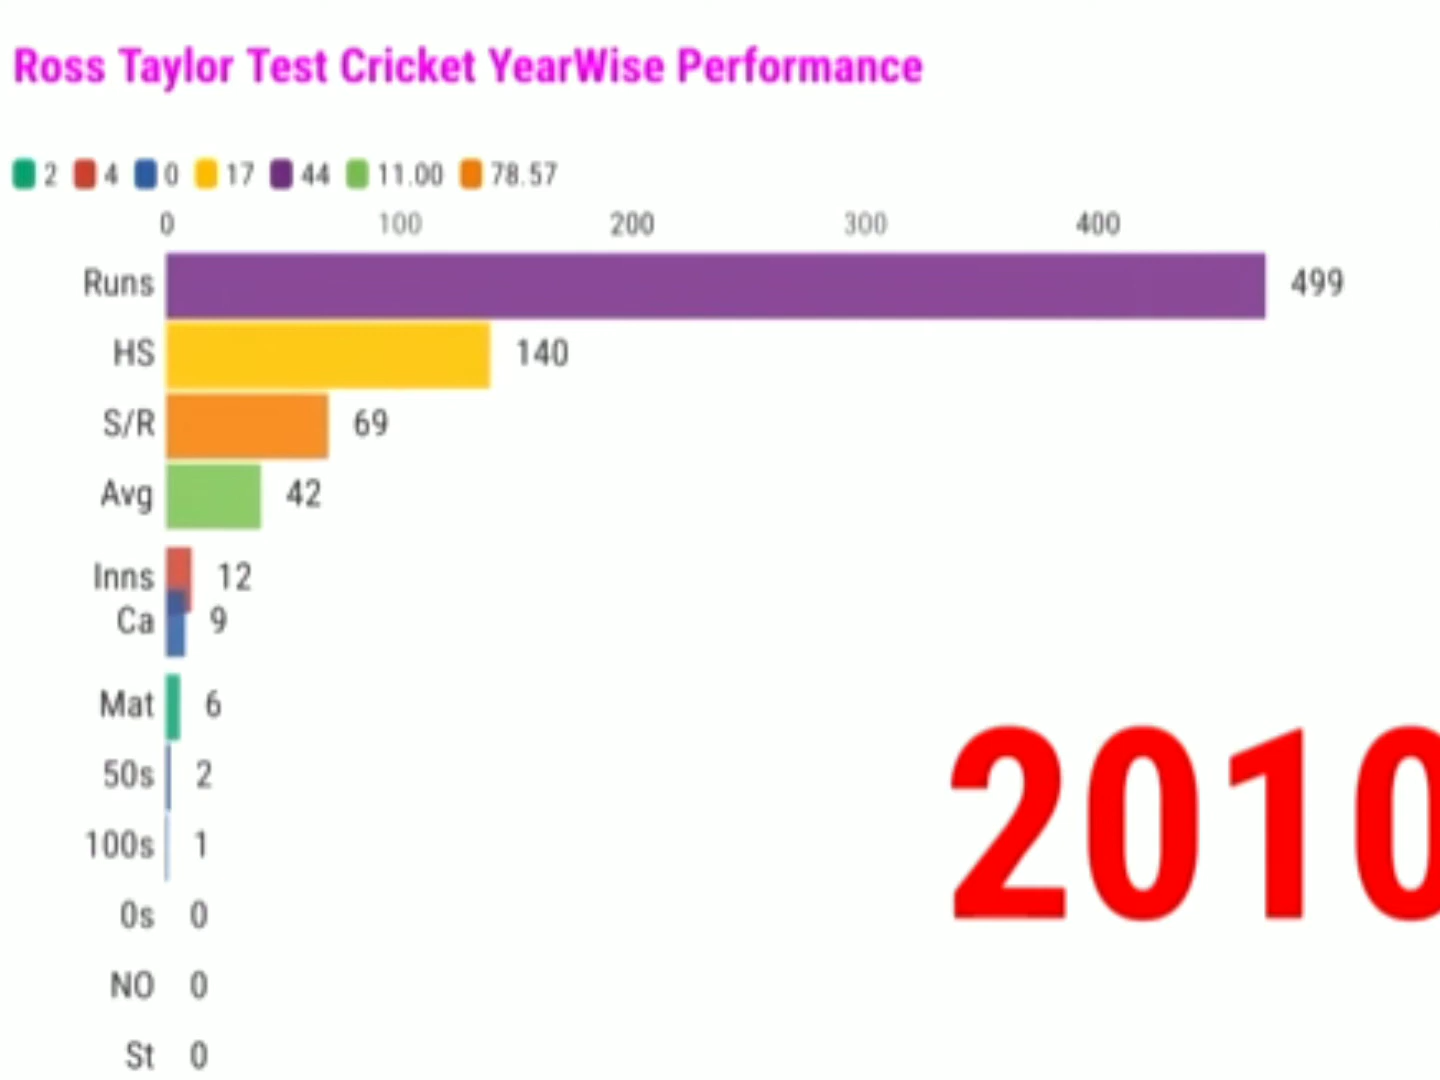 Ross Taylor Test Cricket YearWise Performance
2 4 0 17 44 11.00 78.57
0 100 200 300 400
Runs 499
HS 140
S/R 69
Avg 42
Inns 12
Ca 9
Mat 6
50s 2
100s 1
0s 0
NO 0
St 0
2010